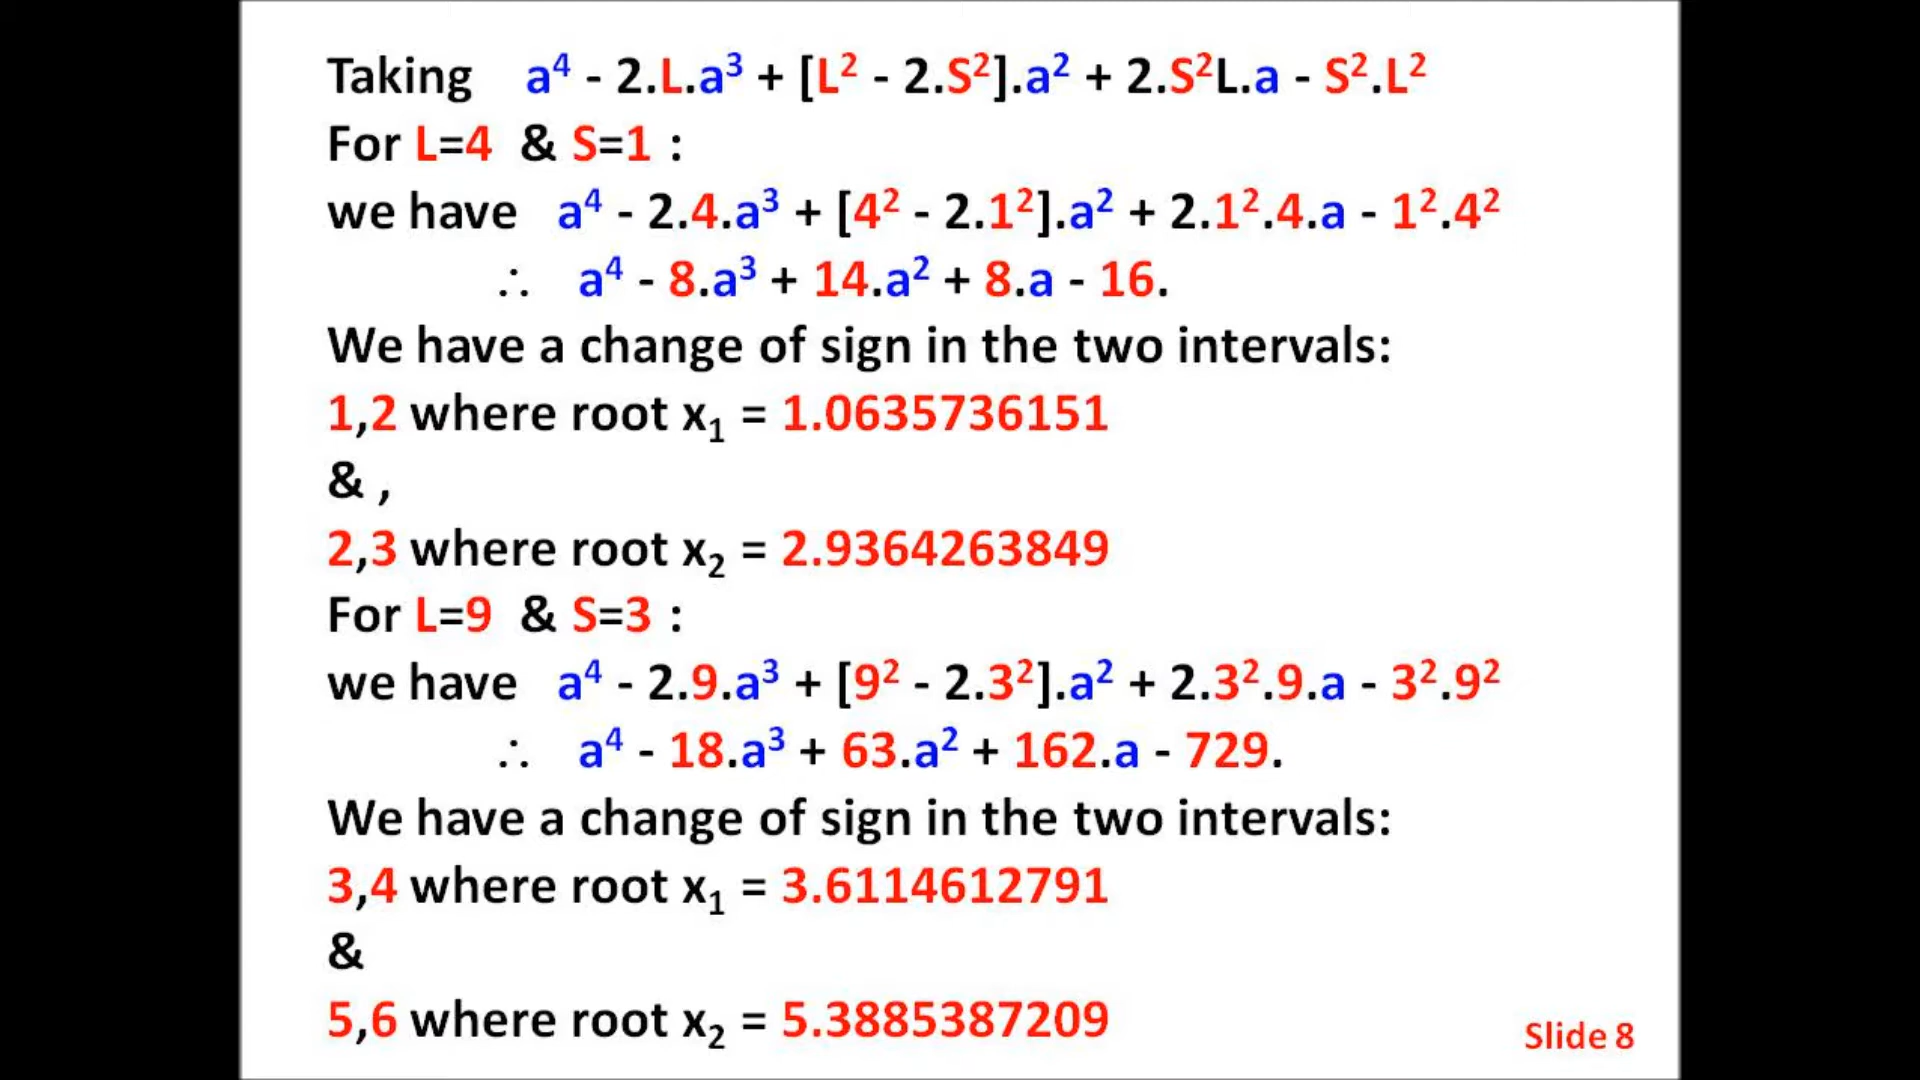 Taking a⁴ - 2.L.a³ + [L² - 2.S²].a² + 2.S²L.a - S².L²
For L=4 & S=1 :
we have a⁴ - 2.4.a³ + [4² - 2.1²].a² + 2.1².4.a - 1².4²
∴ a⁴ - 8.a³ + 14.a² + 8.a - 16.
We have a change of sign in the two intervals:
1,2 where root x₁ = 1.0635736151
& ,
2,3 where root x₂ = 2.9364263849
For L=9 & S=3 :
we have a⁴ - 2.9.a³ + [9² - 2.3²].a² + 2.3².9.a - 3².9²
∴ a⁴ - 18.a³ + 63.a² + 162.a - 729.
We have a change of sign in the two intervals:
3,4 where root x₁ = 3.6114612791
&
5,6 where root x₂ = 5.3885387209
Slide 8